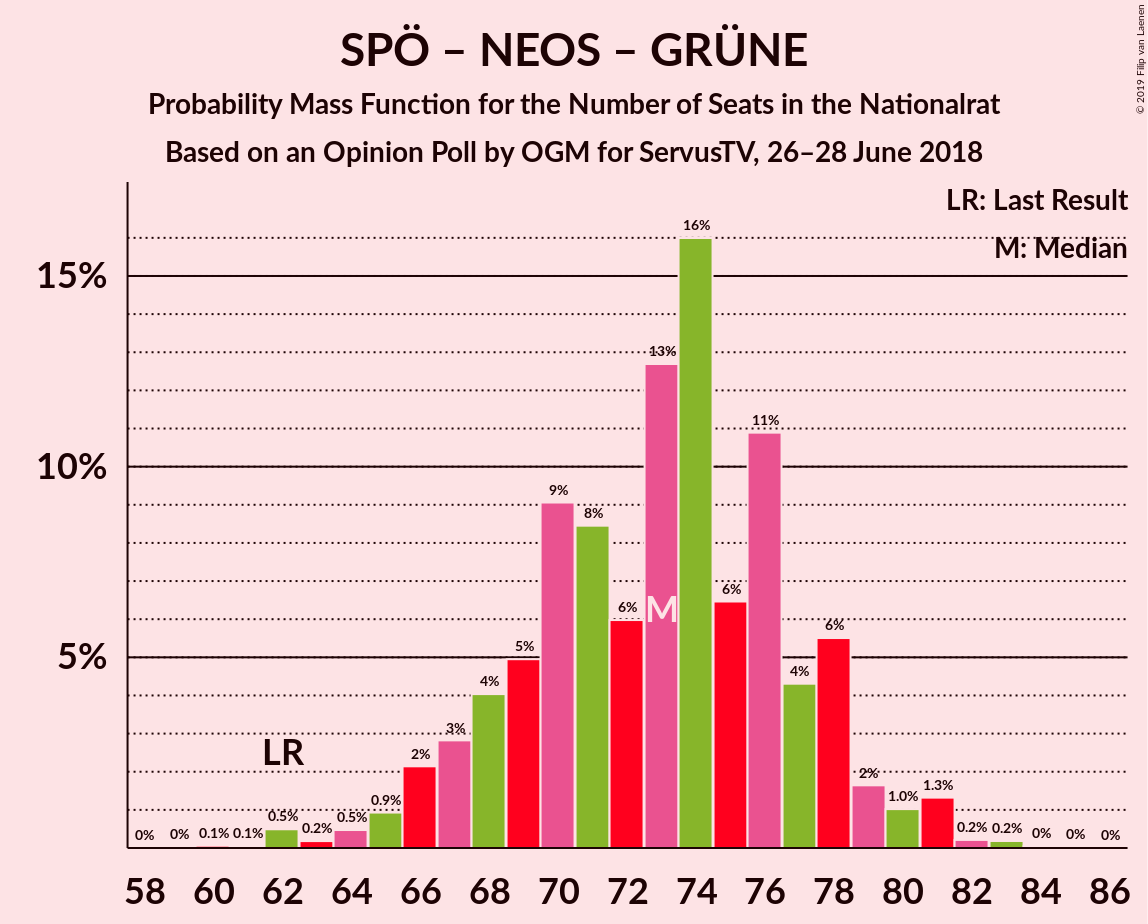 SPÖ – NEOS – GRÜNE
Probability Mass Function for the Number of Seats in the Nationalrat
Based on an Opinion Poll by OGM for ServusTV, 26–28 June 2018
© 2019 Filip van Laenen
LR: Last Result
M: Median
15%
10%
5%
0% 0% 0.1% 0.1% 0.5% 0.2% 0.5% 0.9% 2% 3% 4% 5% 9% 8% 6% 13% 16% 6% 11% 4% 6% 2% 1.0% 1.3% 0.2% 0.2% 0% 0% 0%
LR
M
58 60 62 64 66 68 70 72 74 76 78 80 82 84 86